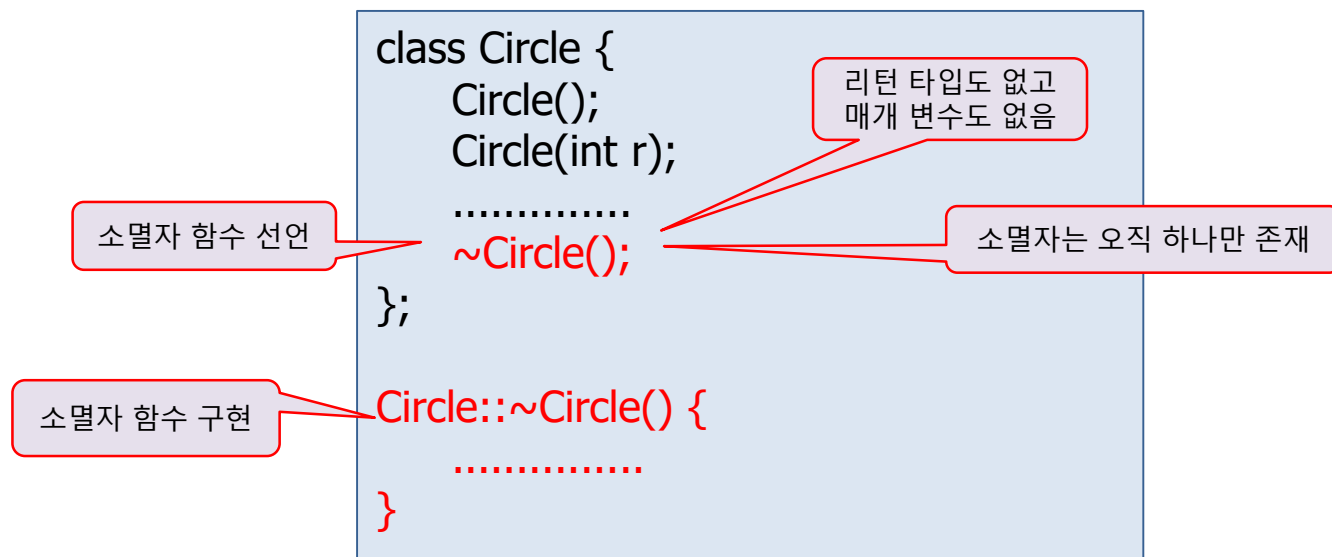 class Circle {
Circle();
Circle(int r);
..............
~Circle();
};
Circle::~Circle() {
...............
}
리턴 타입도 없고
매개 변수도 없음
소멸자 함수 선언
소멸자는 오직 하나만 존재
소멸자 함수 구현